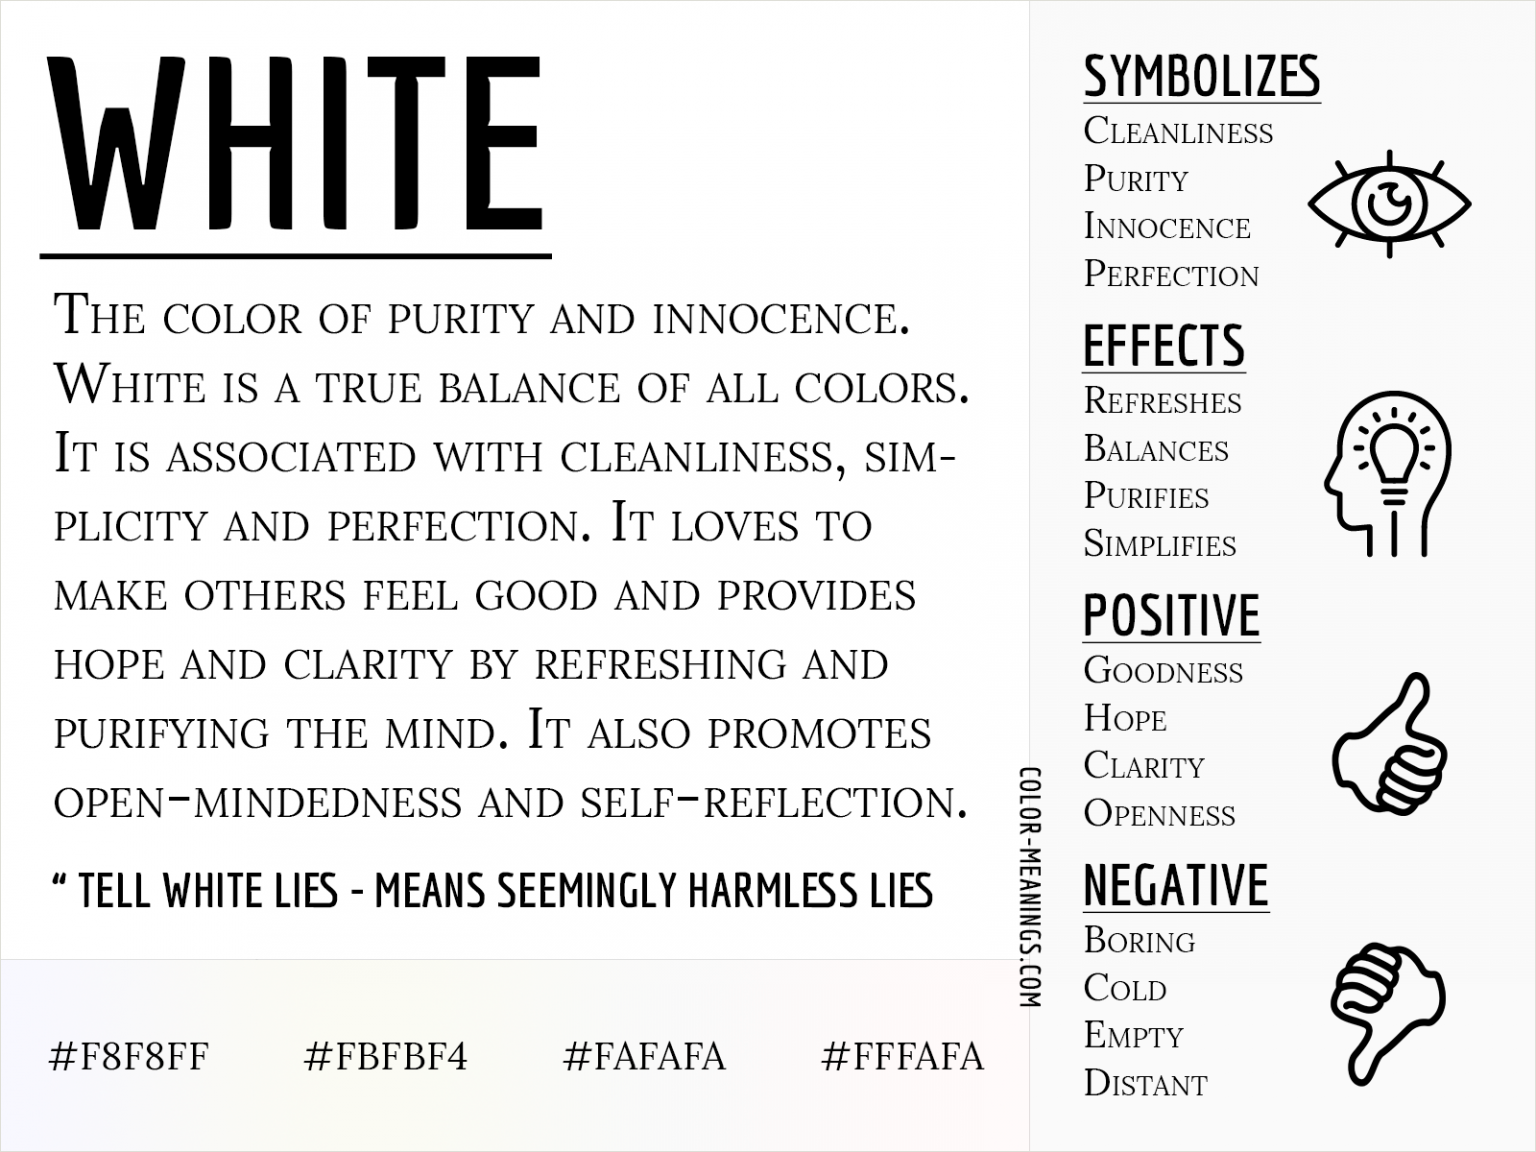 WHITE
The color of purity and innocence.
White is a true balance of all colors.
It is associated with cleanliness, sim-
plicity and perfection. It loves to
make others feel good and provides
hope and clarity by refreshing and
purifying the mind. It also promotes
open-mindedness and self-reflection.
“ TELL WHITE LIES - MEANS SEEMINGLY HARMLESS LIES
#F8F8FF
#FBFBF4
#FAFAFA
#FFFAFA
COLOR-MEANINGS.COM
SYMBOLIZES
Cleanliness
Purity
Innocence
Perfection
EFFECTS
Refreshes
Balances
Purifies
Simplifies
POSITIVE
Goodness
Hope
Clarity
Openness
NEGATIVE
Boring
Cold
Empty
Distant